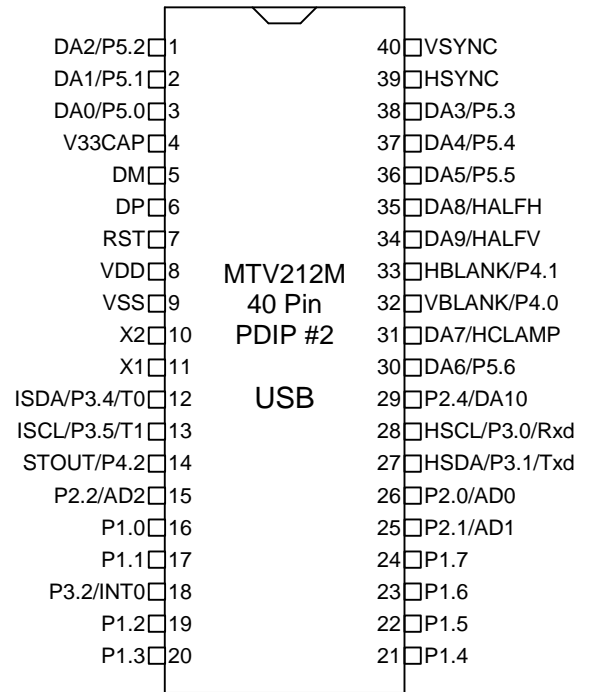 DA2/P5.2 1 40 VSYNC
DA1/P5.1 2 39 HSYNC
DA0/P5.0 3 38 DA3/P5.3
V33CAP 4 37 DA4/P5.4
DM 5 36 DA5/P5.5
DP 6 35 DA8/HALFH
RST 7 34 DA9/HALFV
VDD 8 MTV212M 33 HBLANK/P4.1
VSS 9 40 Pin 32 VBLANK/P4.0
X2 10 PDIP #2 31 DA7/HCLAMP
X1 11 30 DA6/P5.6
ISDA/P3.4/T0 12 USB 29 P2.4/DA10
ISCL/P3.5/T1 13 28 HSCL/P3.0/Rxd
STOUT/P4.2 14 27 HSDA/P3.1/Txd
P2.2/AD2 15 26 P2.0/AD0
P1.0 16 25 P2.1/AD1
P1.1 17 24 P1.7
P3.2/INT0 18 23 P1.6
P1.2 19 22 P1.5
P1.3 20 21 P1.4